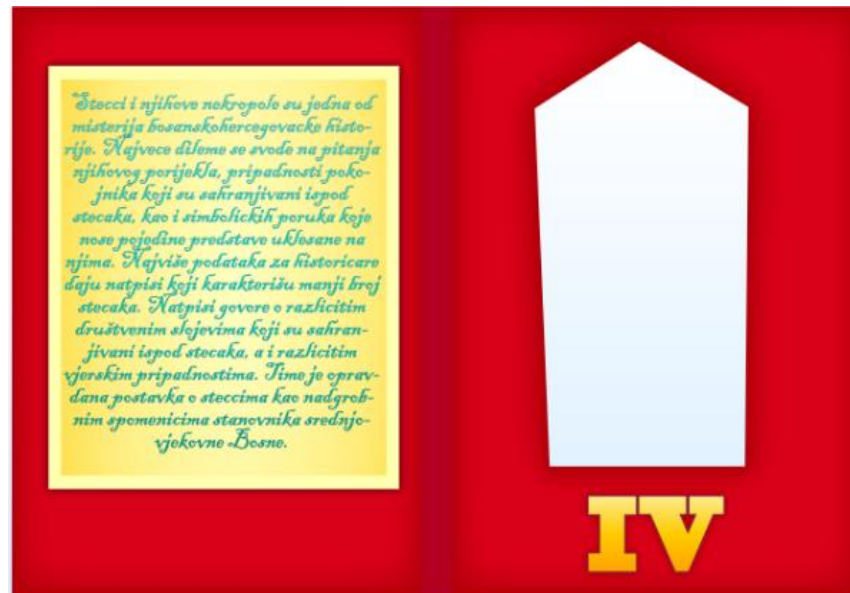 Stecci i njihove nekropole su jedna od
misterija bosanskohercegovacke histo-
rije. Najvece dileme se svode na pitanja
njihovog porijekla, pripadnosti poko-
jnika koji su sahranjivani ispod
stecaka, kao i simbolickih poruka koje
nose pojedine predstave uklesane na
njima. Najviše podataka za historicare
daju natpisi koji karakterišu manji broj
stecaka. Natpisi govore o razlicitim
društvenim slojevima koji su sahran-
jivani ispod stecaka, a i razlicitim
vjerskim pripadnostima. Time je oprav-
dana postavka o steccima kao nadgrob-
nim spomenicima stanovnika srednjo-
vjekovne Bosne.
IV